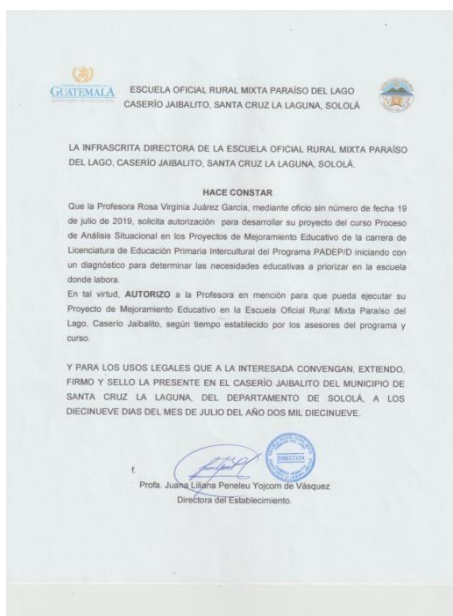 GUATEMALA
ESCUELA OFICIAL RURAL MIXTA PARAÍSO DEL LAGO
CASERÍO JAIBALITO, SANTA CRUZ LA LAGUNA, SOLOLÁ
LA INFRASCRITA DIRECTORA DE LA ESCUELA OFICIAL RURAL MIXTA PARAÍSO
DEL LAGO, CASERÍO JAIBALITO, SANTA CRUZ LA LAGUNA, SOLOLÁ.
HACE CONSTAR
Que la Profesora Rosa Virginia Juárez García, mediante oficio sin número de fecha 19
de julio de 2019, solicita autorización para desarrollar su proyecto del curso Proceso
de Análisis Situacional en los Proyectos de Mejoramiento Educativo de la carrera de
Licenciatura de Educación Primaria Intercultural del Programa PADEP/D iniciando con
un diagnóstico para determinar las necesidades educativas a priorizar en la escuela
donde labora.
En tal virtud, AUTORIZO a la Profesora en mención para que pueda ejecutar su
Proyecto de Mejoramiento Educativo en la Escuela Oficial Rural Mixta Paraíso del
Lago, Caserío Jaibalito, según tiempo establecido por los asesores del programa y
curso.
Y PARA LOS USOS LEGALES QUE A LA INTERESADA CONVENGAN, EXTIENDO,
FIRMO Y SELLO LA PRESENTE EN EL CASERÍO JAIBALITO DEL MUNICIPIO DE
SANTA CRUZ LA LAGUNA, DEL DEPARTAMENTO DE SOLOLÁ, A LOS
DIECINUEVE DIAS DEL MES DE JULIO DEL AÑO DOS MIL DIECINUEVE.
DIRECCIÓN
f.
Profa. Juana Liliana Peneleu Yojcom de Vásquez
Directora del Establecimiento.